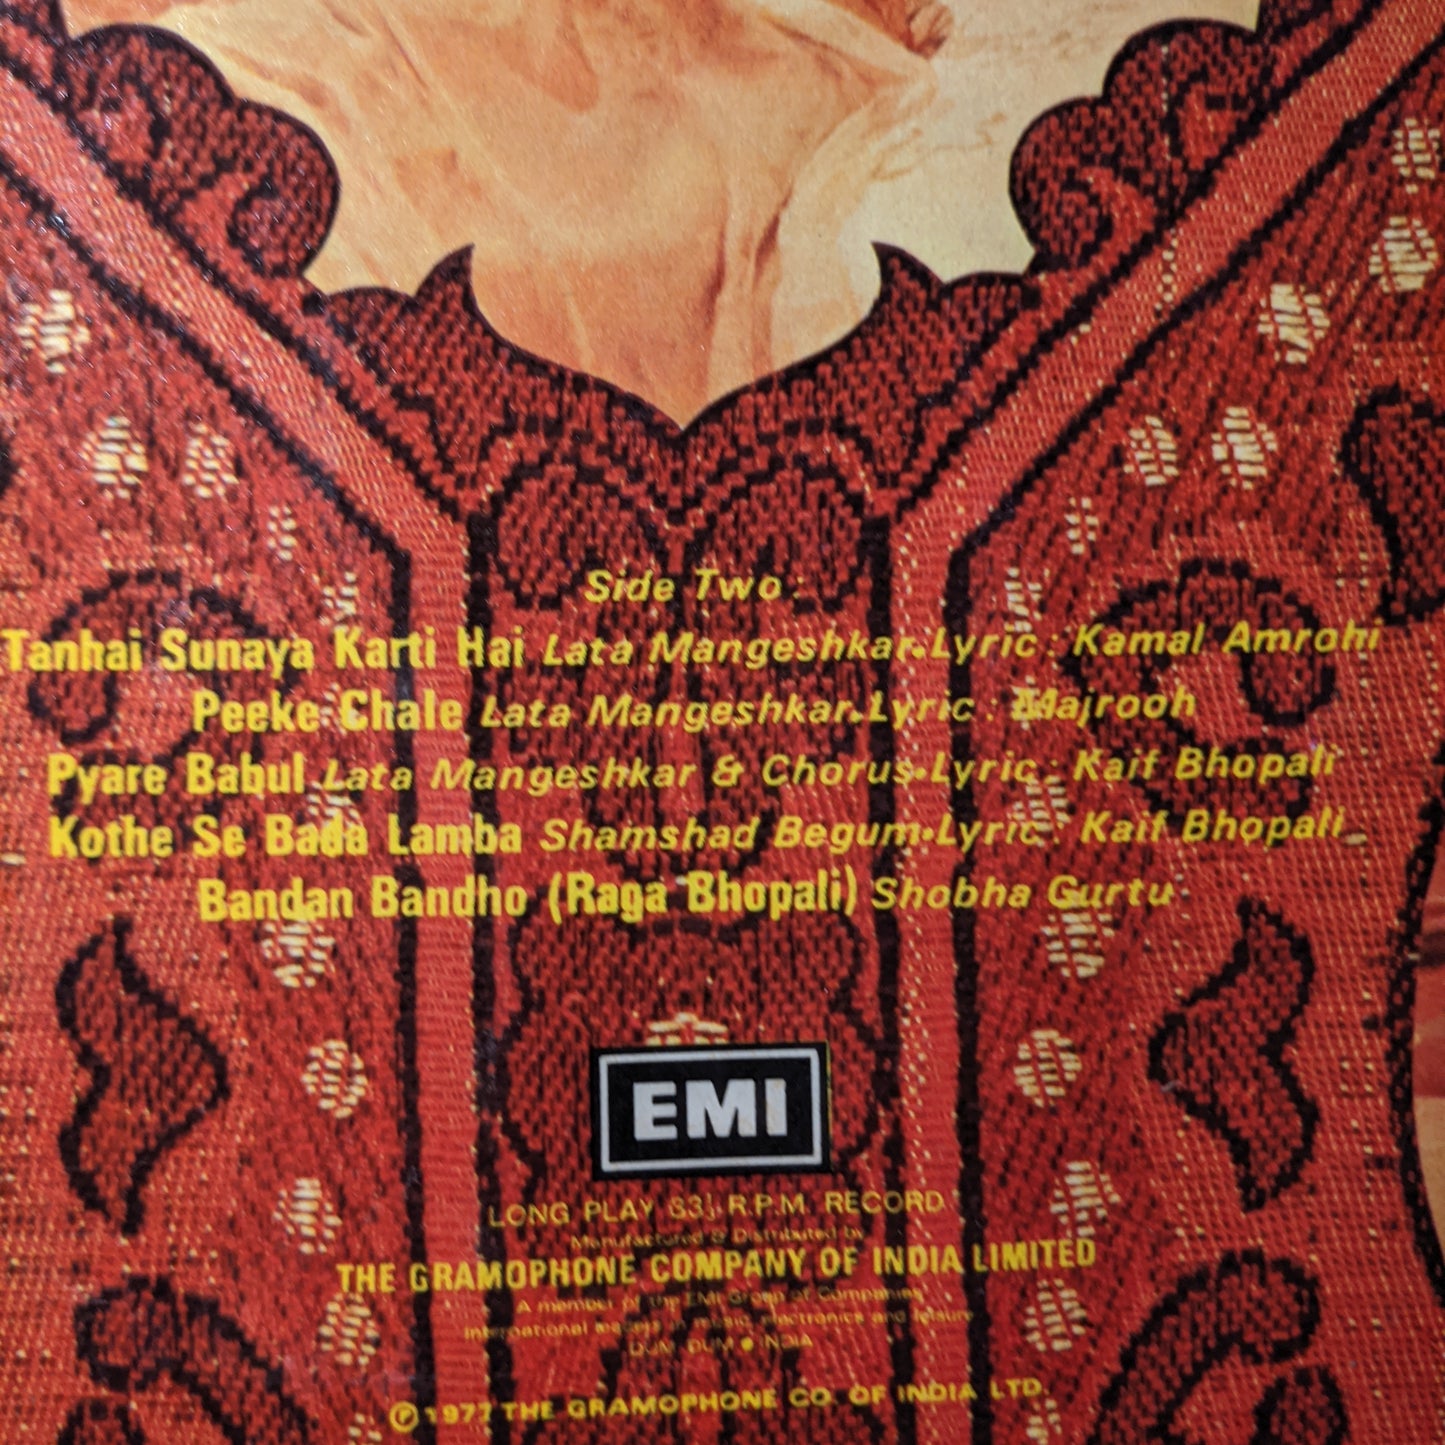 Side Two :
Tanhai Sunaya Karti Hai Lata Mangeshkar•Lyric : Kamal Amrohi
Peeke Chale Lata Mangeshkar•Lyric : Majrooh
Pyare Babul Lata Mangeshkar & Chorus•Lyric : Kaif Bhopali
Kothe Se Bada Lamba Shamshad Begum•Lyric : Kaif Bhopali
Bandan Bandho (Raga Bhopali) Shobha Gurtu
EMI
LONG PLAY 33⅓ R.P.M. RECORD
Manufactured & Distributed by
THE GRAMOPHONE COMPANY OF INDIA LIMITED
A member of the EMI Group of Companies
International leaders in music, electronics and leisure
DUM DUM • INDIA
℗ 1977 THE GRAMOPHONE CO. OF INDIA LTD.